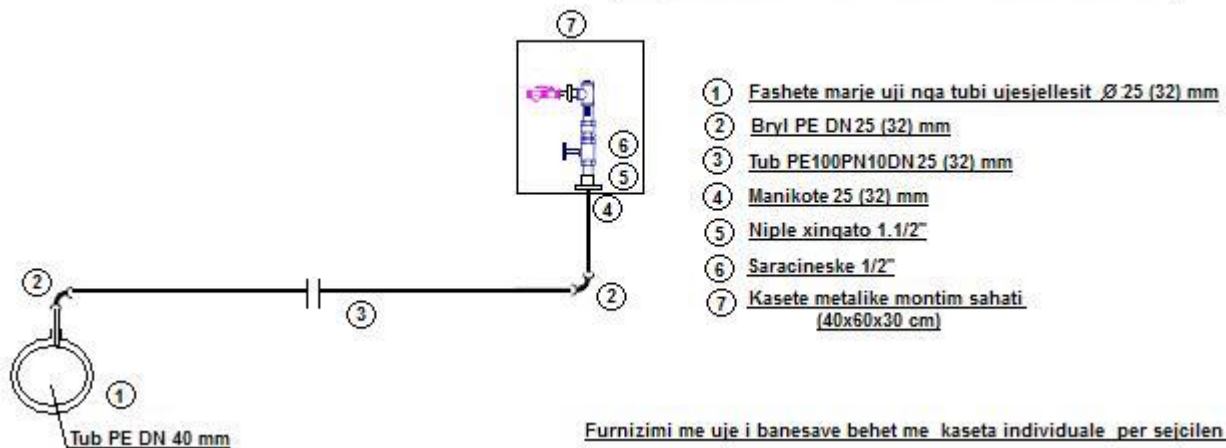 7
1 Fashete marje uji nqa tubi ujesjellesit Ø 25 (32) mm
2 Bryl PE DN 25 (32) mm
3 Tub PE100PN10DN 25 (32) mm
4 Manikote 25 (32) mm
5 Niple xinqato 1.1/2"
6 Saracineske 1/2"
7 Kasete metalike montim sahati
(40x60x30 cm)
6
5
4
2
2
3
1
Tub PE DN 40 mm
Furnizimi me uje i banesave behet me kaseta individuale per sejcilen